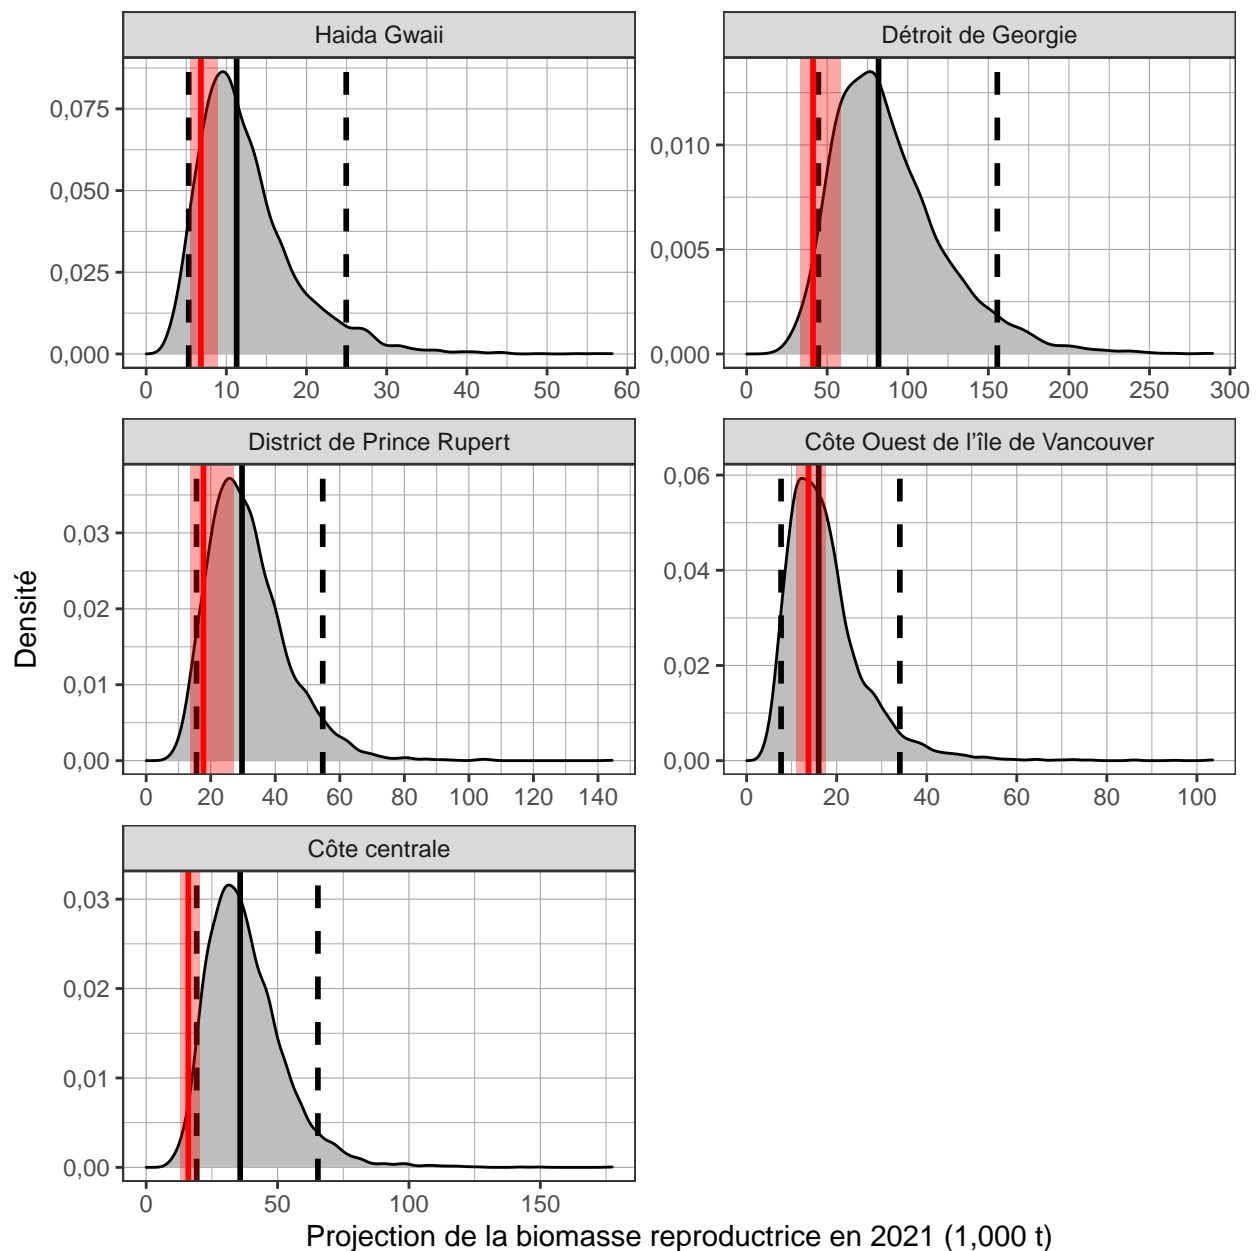 Haida Gwaii
0,075
0,050
0,025
0,000
0 10 20 30 40 50 60
Détroit de Georgie
0,010
0,005
0,000
0 50 100 150 200 250 300
District de Prince Rupert
0,03
0,02
0,01
0,00
0 20 40 60 80 100 120 140
Côte Ouest de l'île de Vancouver
0,06
0,04
0,02
0,00
0 20 40 60 80 100
Côte centrale
0,03
0,02
0,01
0,00
0 50 100 150
Densité
Projection de la biomasse reproductrice en 2021 (1,000 t)